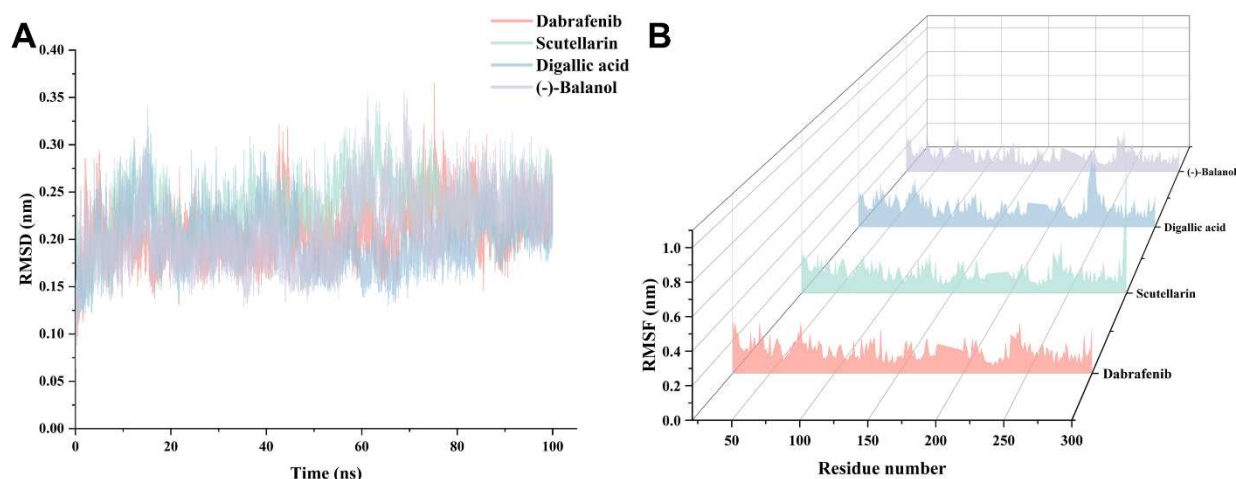 A
Dabrafenib
Scutellarin
Digallic acid
(-)-Balanol
0.40
0.35
0.30
0.25
0.20
0.15
0.10
0.05
0.00
RMSD (nm)
0
20
40
60
80
100
Time (ns)
B
1.0
0.8
0.6
0.4
0.2
0.0
RMSF (nm)
50
100
150
200
250
300
Residue number
(-)-Balanol
Digallic acid
Scutellarin
Dabrafenib